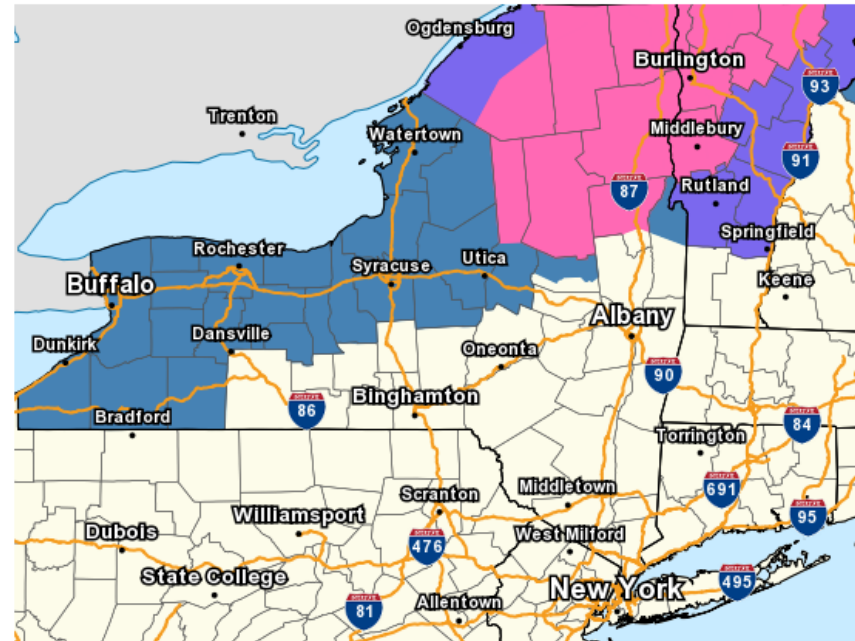 Ogdensburg
Burlington
93
Trenton
Watertown
Middlebury
91
87
Rutland
Rochester
Springfield
Syracuse
Utica
Buffalo
Keene
Albany
Dansville
Dunkirk
Oneonta
90
Binghamton
86
Bradford
84
Torrington
691
Scranton
Middletown
95
Williamsport
Dubois
West Milford
476
State College
New York
495
81
Allentown